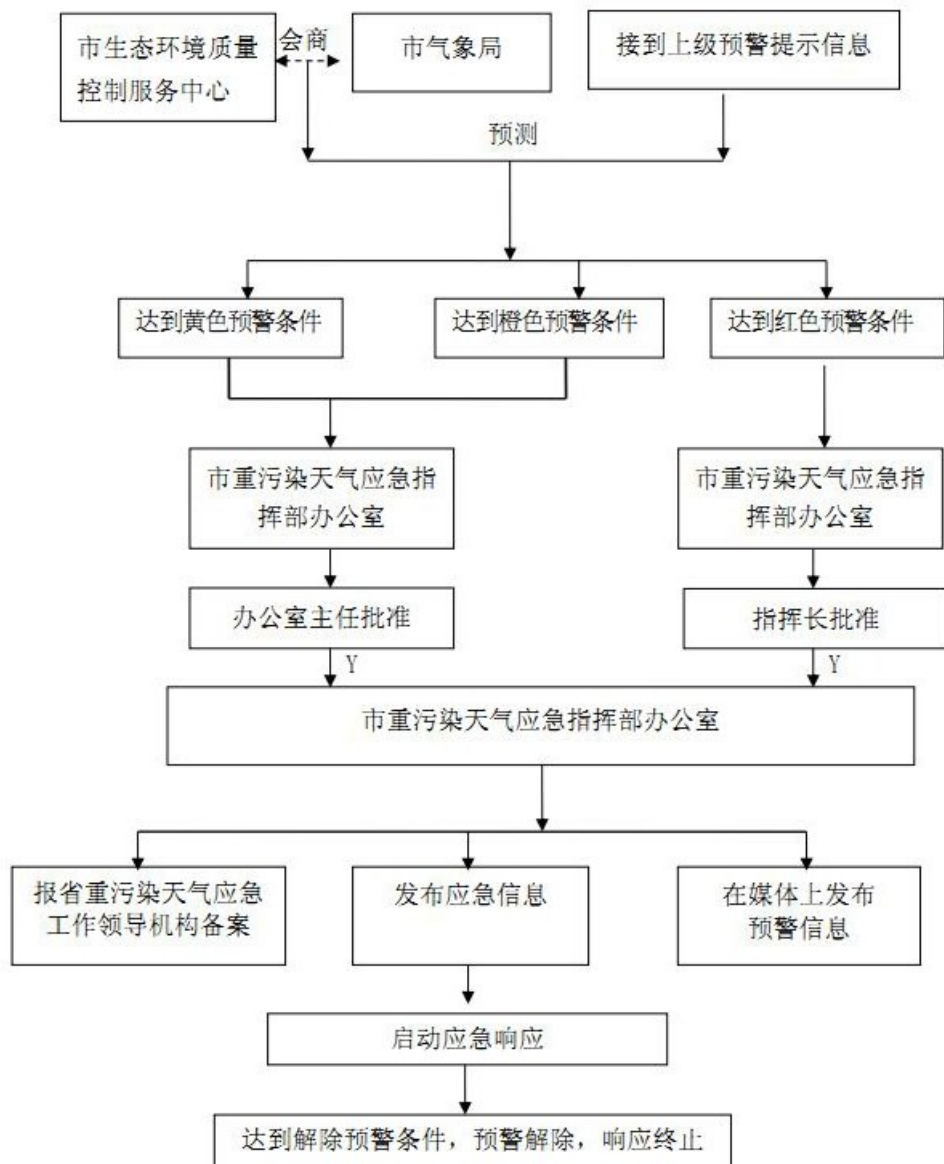 市生态环境质量
控制服务中心
会商
市气象局
接到上级预警提示信息
预测
达到黄色预警条件
达到橙色预警条件
达到红色预警条件
市重污染天气应急指
挥部办公室
市重污染天气应急指
挥部办公室
办公室主任批准
指挥长批准
Y
Y
市重污染天气应急指挥部办公室
报省重污染天气应急
工作领导机构备案
发布应急信息
在媒体上发布
预警信息
启动应急响应
达到解除预警条件，预警解除，响应终止